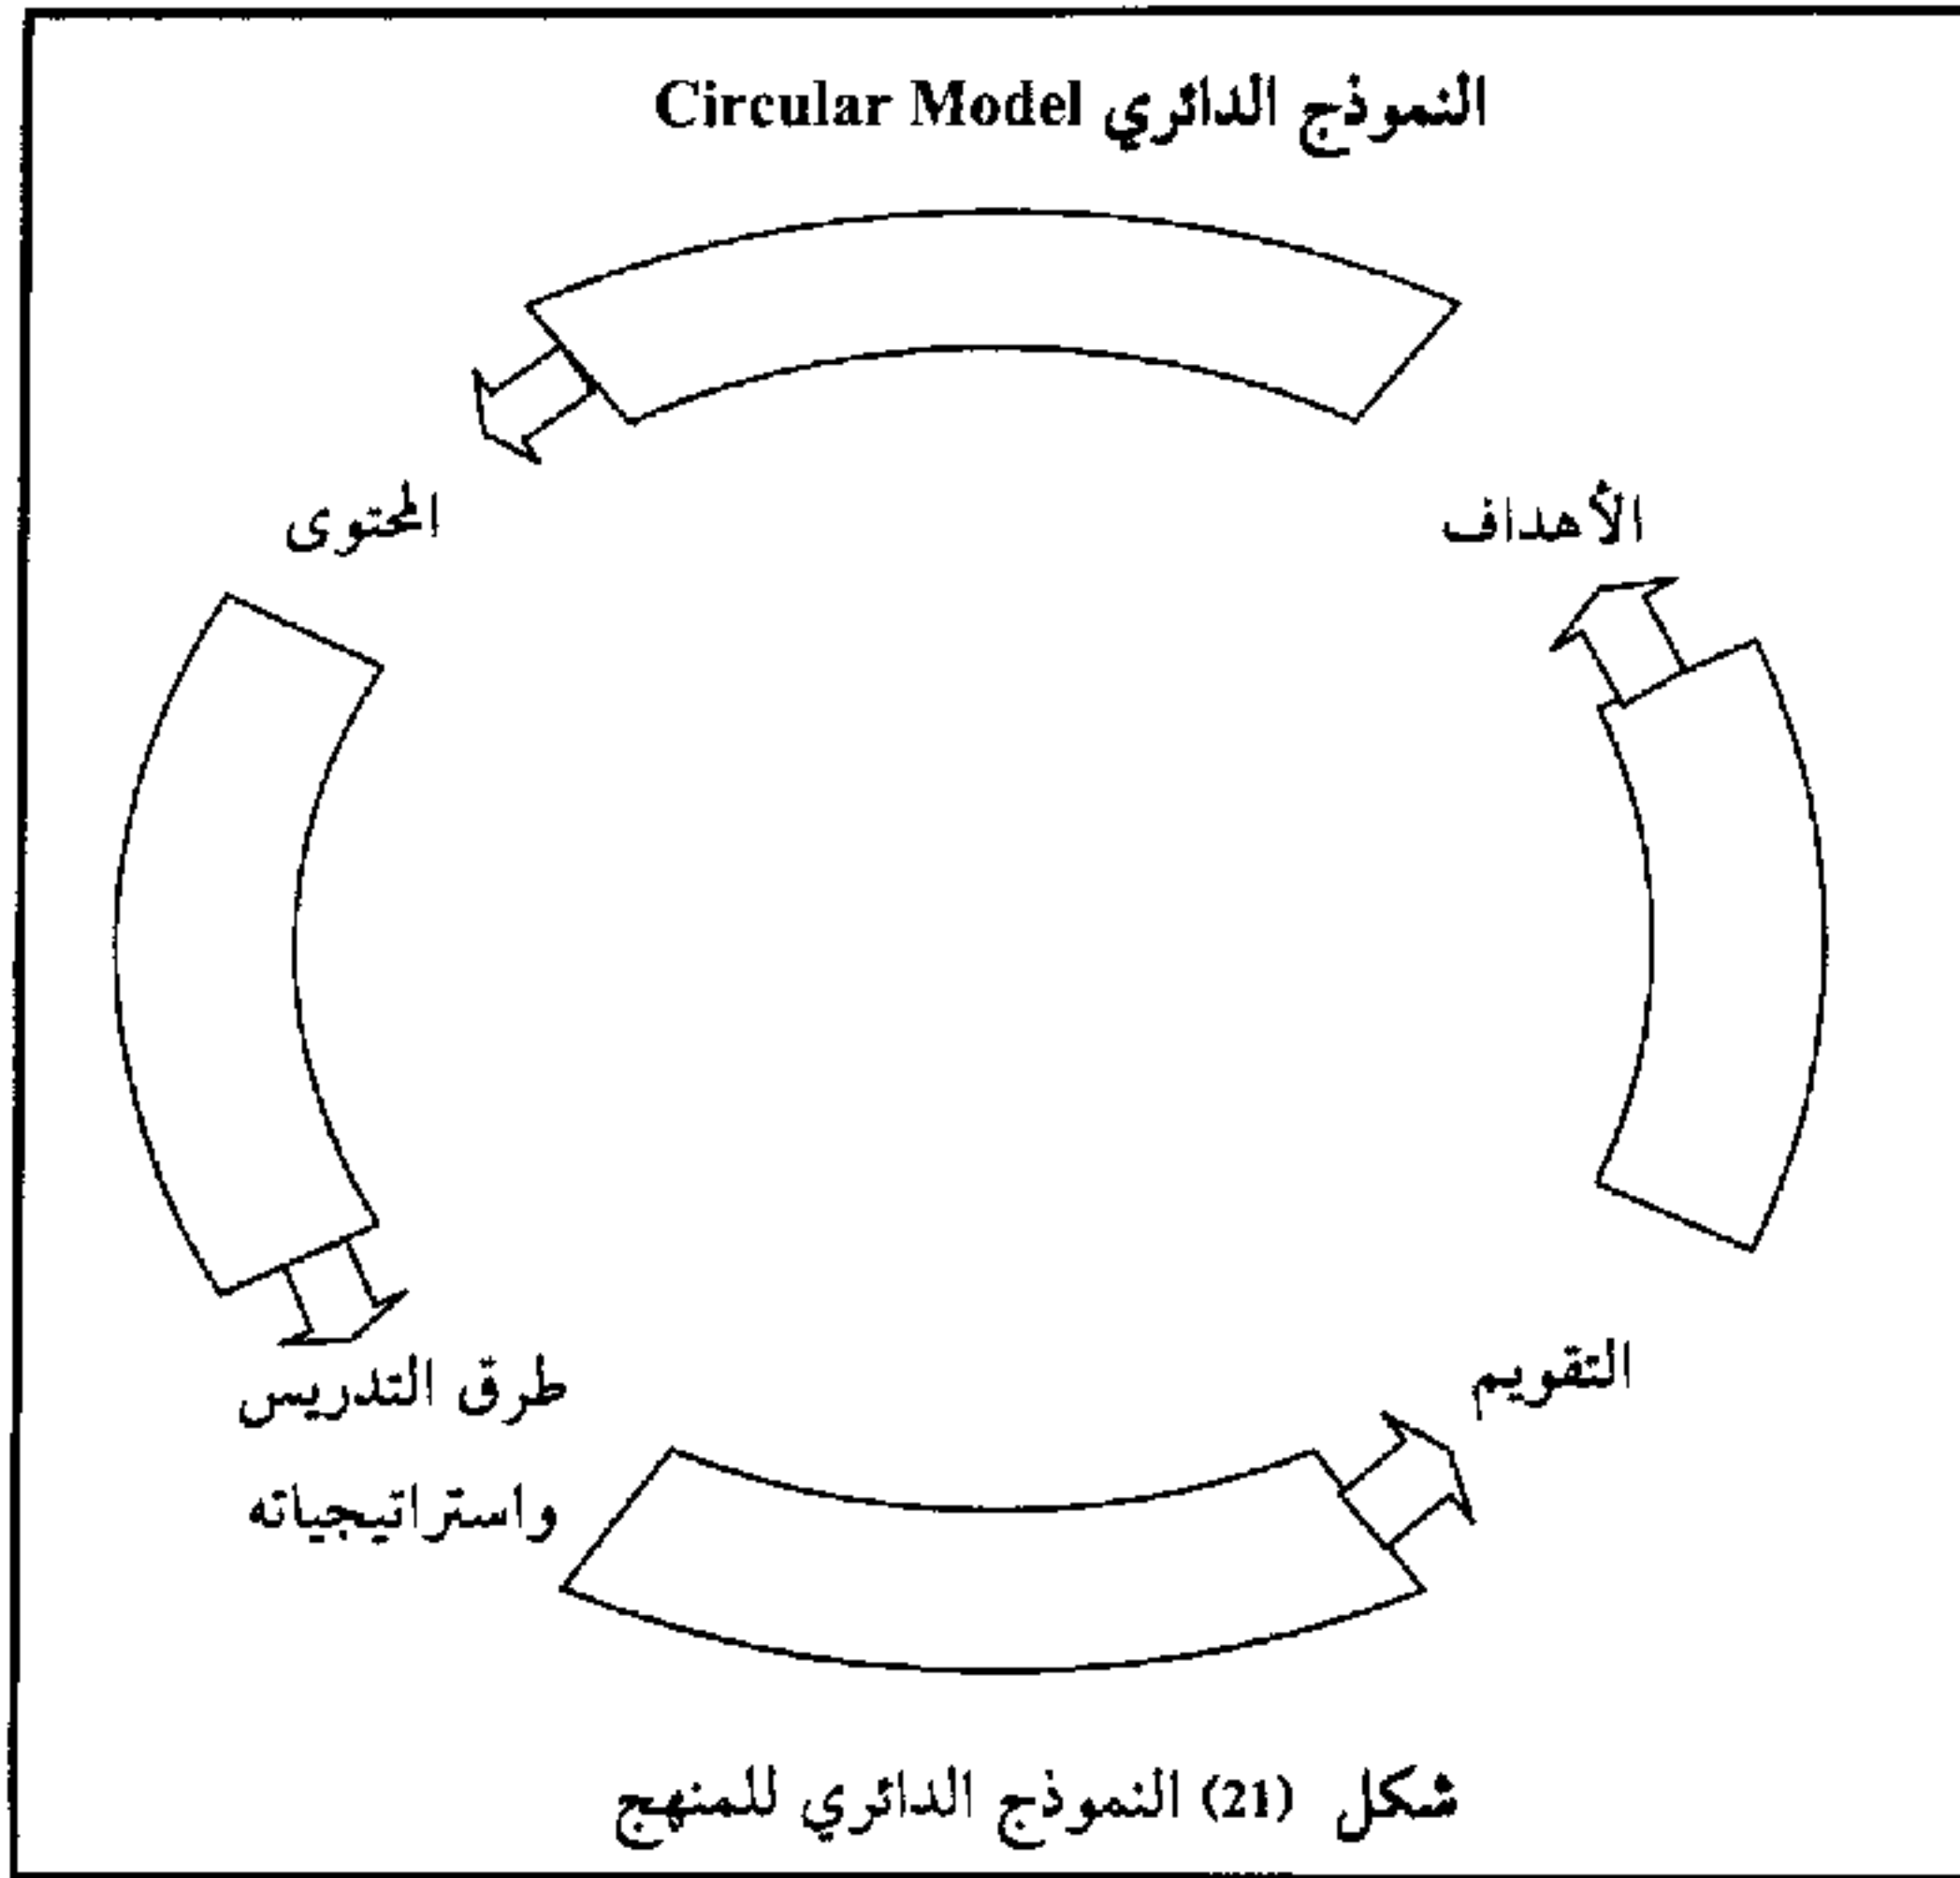 النموذج الدائري Circular Model
الأهداف
المحتوى
طرق التدريس
واستراتيجياته
التقويم
شكل (21) النموذج الدائري للمنهج